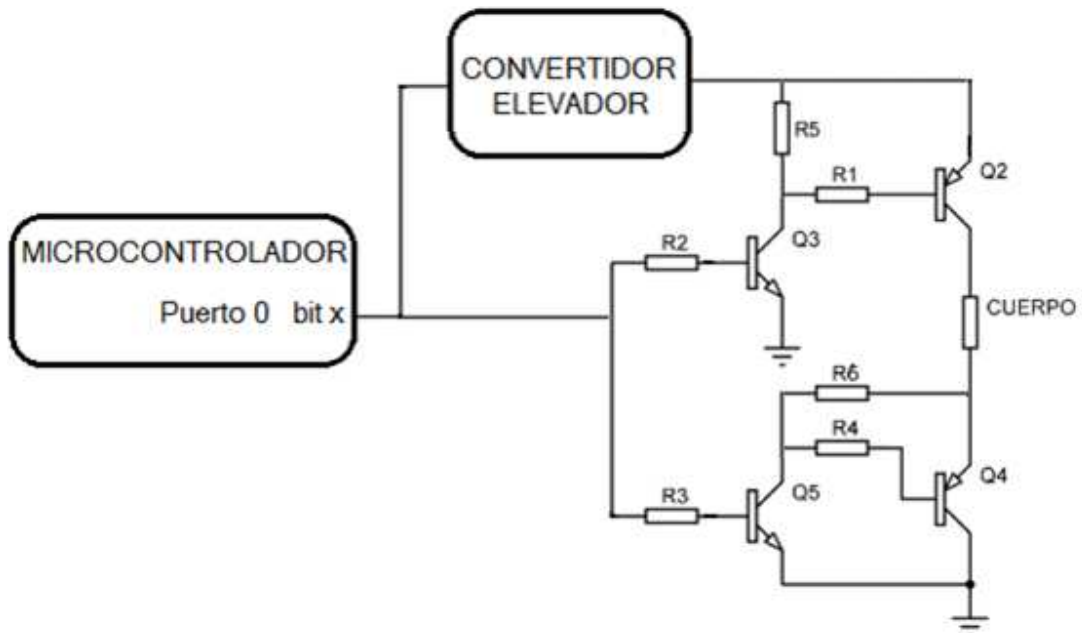 CONVERTIDOR
ELEVADOR
R5
R1
Q2
MICROCONTROLADOR
Puerto 0 bit x
R2
Q3
CUERPO
R6
R4
R3
Q5
Q4